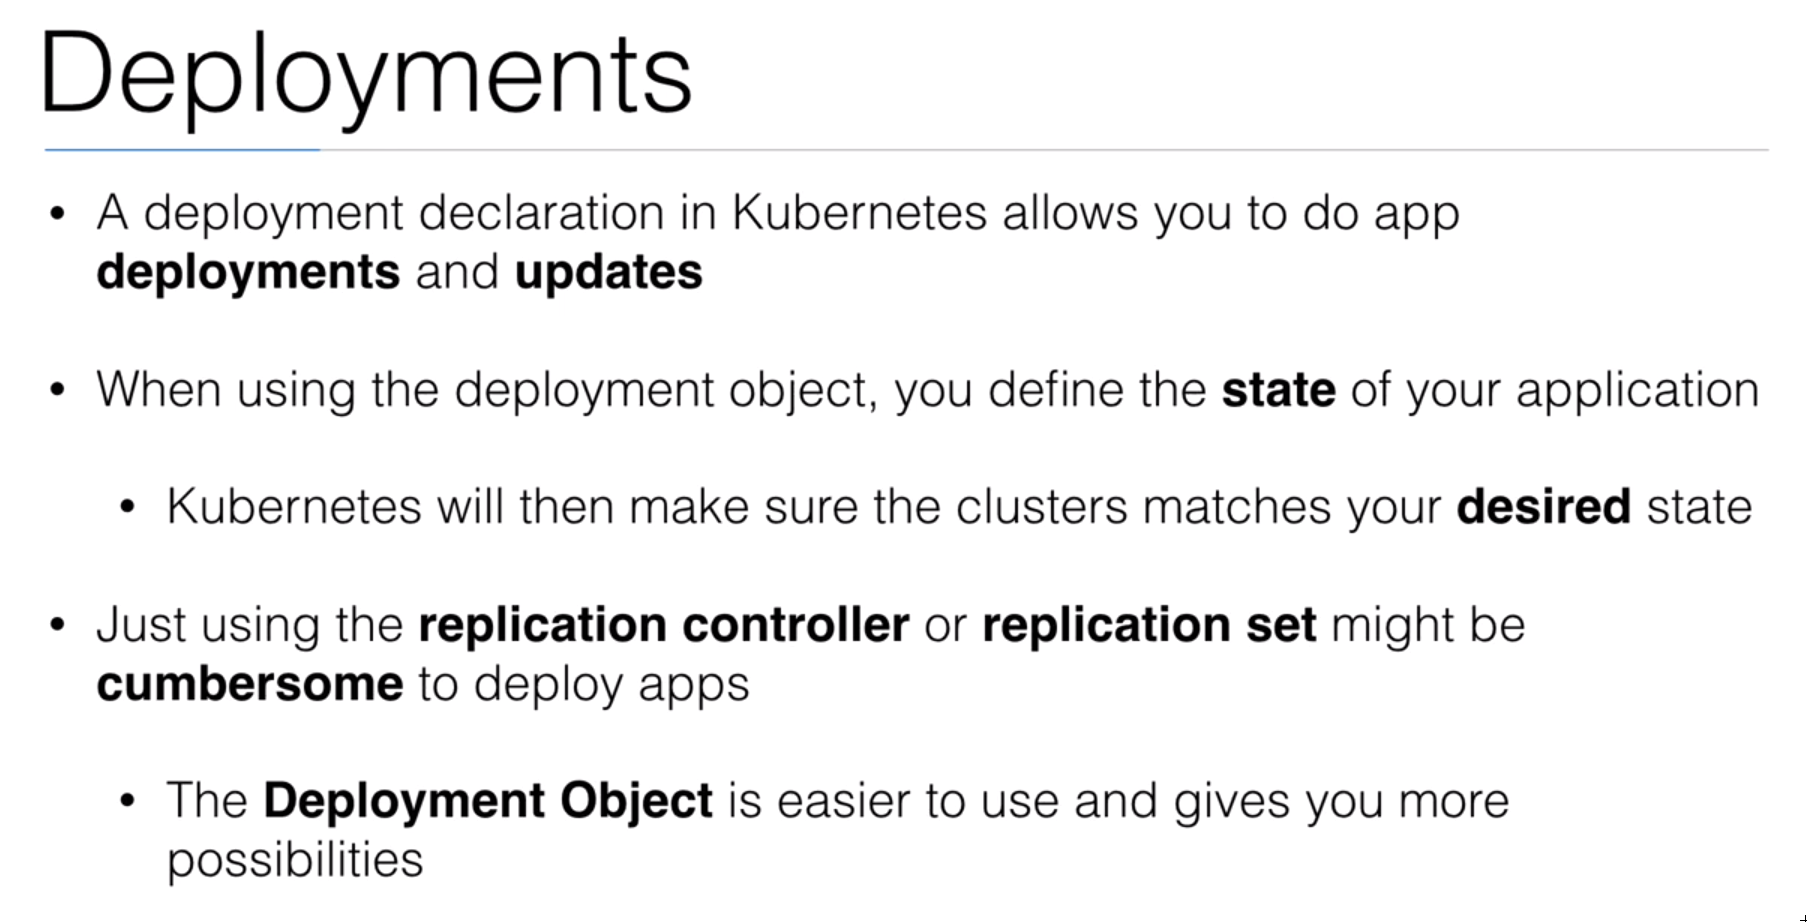 Deployments
• A deployment declaration in Kubernetes allows you to do app
deployments and updates
• When using the deployment object, you define the state of your application
• Kubernetes will then make sure the clusters matches your desired state
• Just using the replication controller or replication set might be
cumbersome to deploy apps
• The Deployment Object is easier to use and gives you more
possibilities